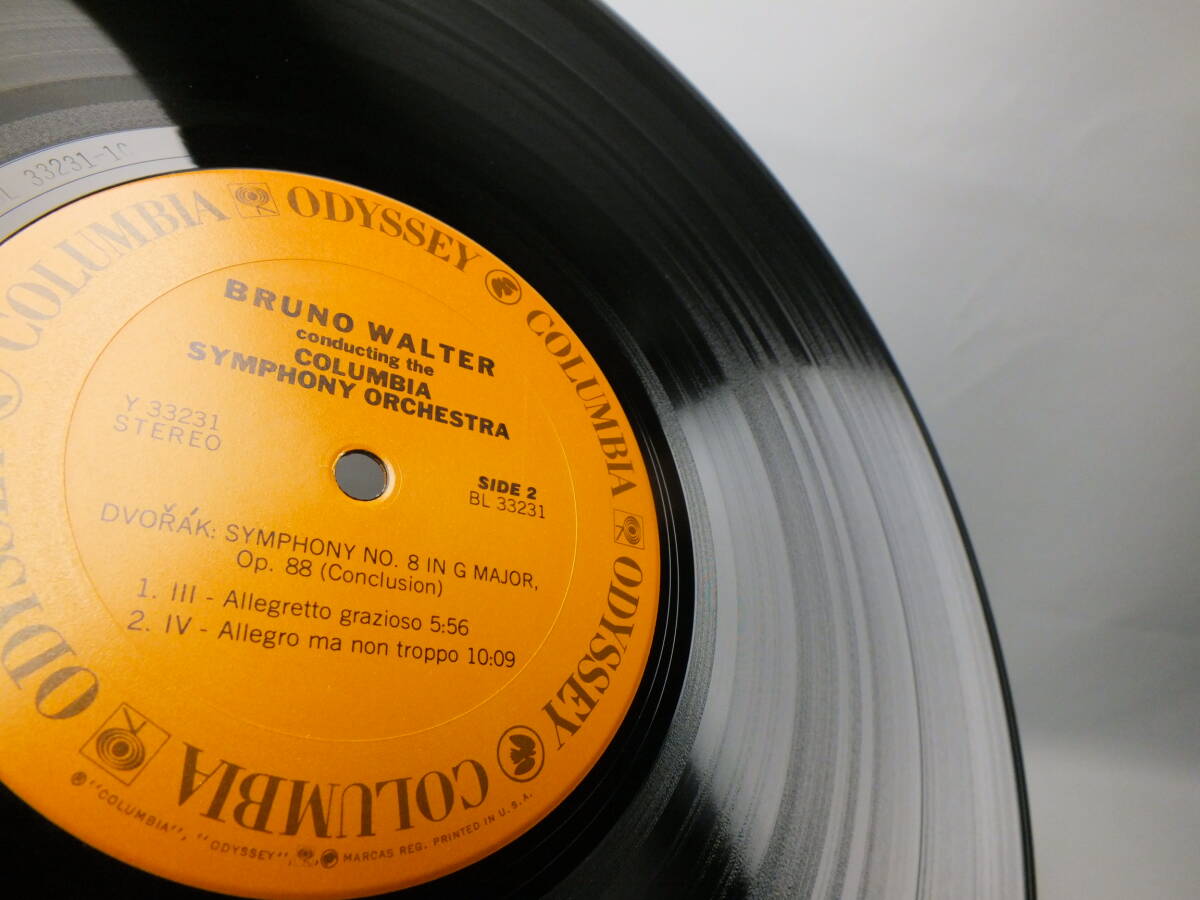 BL 33231-1C
COLUMBIA ODYSSEY COLUMBIA ODYSSEY COLUMBIA ODYSSEY
BRUNO WALTER
conducting the
COLUMBIA
SYMPHONY ORCHESTRA
Y 33231
STEREO
SIDE 2
BL 33231
DVOŘÁK: SYMPHONY NO. 8 IN G MAJOR,
Op. 88 (Conclusion)
1. III - Allegretto grazioso 5:56
2. IV - Allegro ma non troppo 10:09
℗ "COLUMBIA", "ODYSSEY", MARCAS REG. PRINTED IN U.S.A.